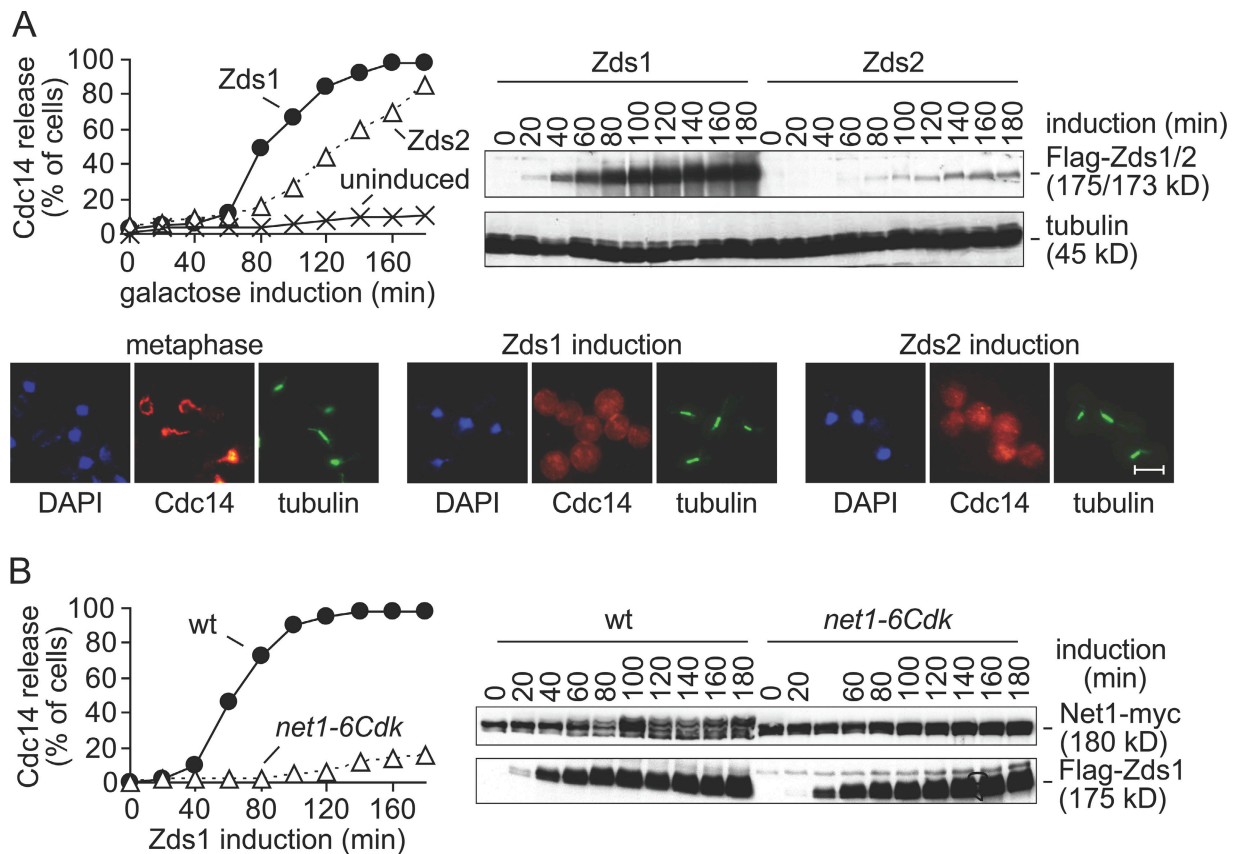 A
Cdc14 release
(% of cells)
100
80
60
40
20
0
Zds1
Zds2
uninduced
0 40 80 120 160
galactose induction (min)
Zds1 Zds2
0 20 40 60 80 100 120 140 160 180 0 20 40 60 80 100 120 140 160 180
induction (min)
Flag-Zds1/2
(175/173 kD)
tubulin
(45 kD)
metaphase
DAPI Cdc14 tubulin
Zds1 induction
DAPI Cdc14 tubulin
Zds2 induction
DAPI Cdc14 tubulin
B
Cdc14 release
(% of cells)
100
80
60
40
20
0
wt
net1-6Cdk
0 40 80 120 160
Zds1 induction (min)
wt net1-6Cdk
0 20 40 60 80 100 120 140 160 180 0 20 60 80 100 120 140 160 180
induction
(min)
Net1-myc
(180 kD)
Flag-Zds1
(175 kD)